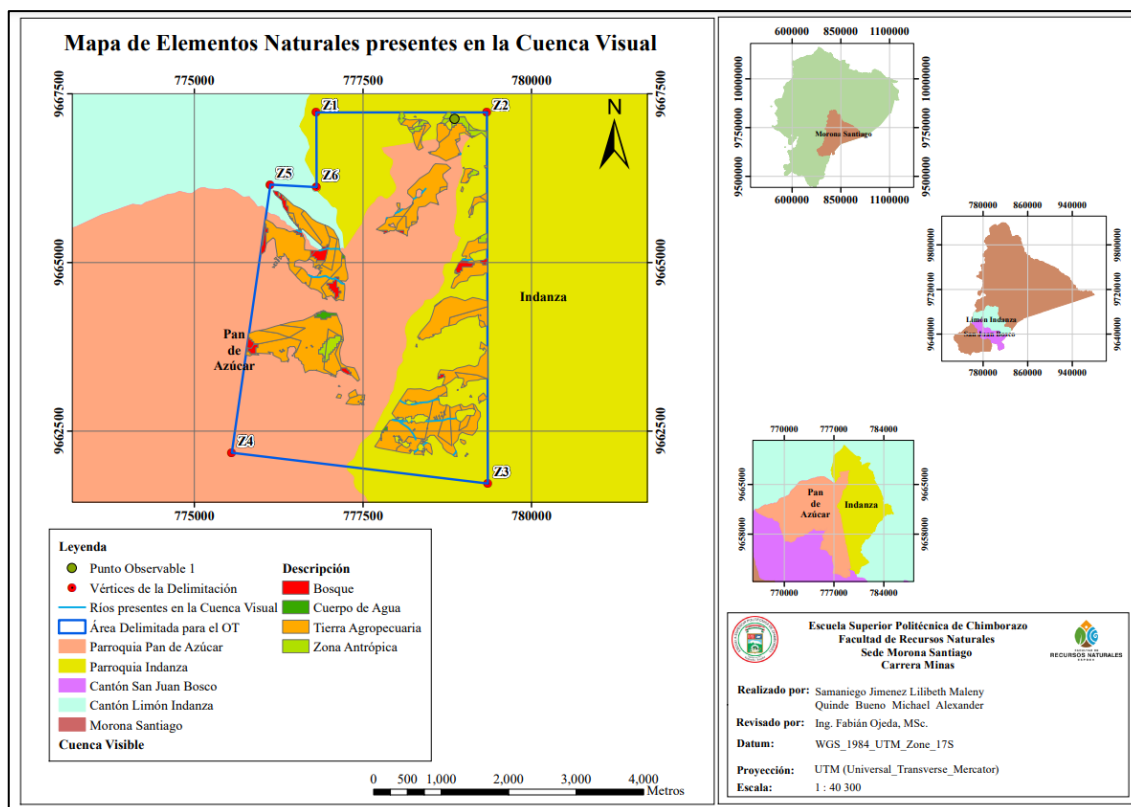 Mapa de Elementos Naturales presentes en la Cuenca Visual
775000 777500 780000
9667500 9667500
Z1 Z2
N
Z5 Z6
9665000 9665000
Indanza
Pan
de
Azúcar
9662500 9662500
Z4
Z3
775000 777500 780000
Leyenda
Punto Observable 1
Vértices de la Delimitación
Ríos presentes en la Cuenca Visual
Área Delimitada para el OT
Parroquia Pan de Azúcar
Parroquia Indanza
Cantón San Juan Bosco
Cantón Limón Indanza
Morona Santiago
Cuenca Visible
Descripción
Bosque
Cuerpo de Agua
Tierra Agropecuaria
Zona Antrópica
0 500 1,000 2,000 3,000 4,000
Metros
600000 850000 1100000
10000000 10000000
9750000 9750000
Morona Santiago
9500000 9500000
600000 850000 1100000
780000 860000 940000
9800000 9800000
9720000 9720000
Limón Indanza
San Juan Bosco
9640000 9640000
780000 860000 940000
770000 777000 784000
9665000 9665000
Pan
de
Azúcar
Indanza
9658000 9658000
770000 777000 784000
Escuela Superior Politécnica de Chimborazo
Facultad de Recursos Naturales
Sede Morona Santiago
Carrera Minas
RECURSOS NATURALES
Realizado por: Samaniego Jimenez Lilibeth Maleny
Quinde Bueno Michael Alexander
Revisado por: Ing. Fabián Ojeda, MSc.
Datum: WGS_1984_UTM_Zone_17S
Proyección: UTM (Universal_Transverse_Mercator)
Escala: 1 : 40 300